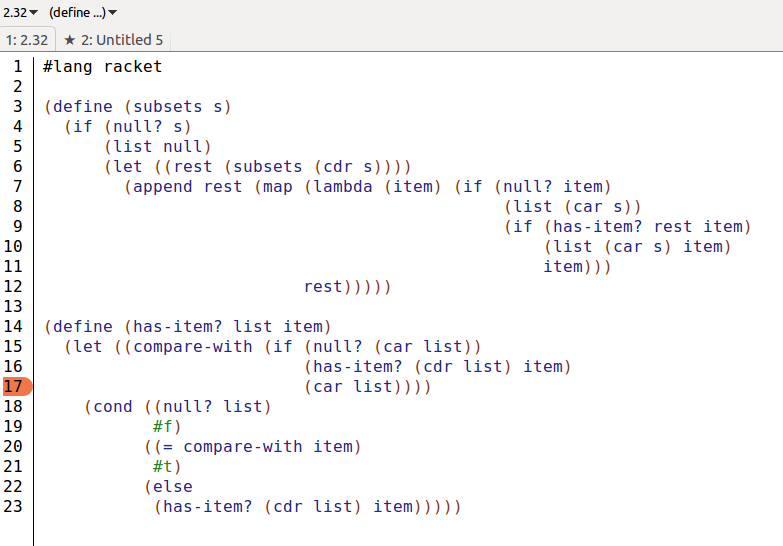 2.32▾ (define ...)▾
1: 2.32 ★ 2: Untitled 5
1 #lang racket
2
3 (define (subsets s)
4   (if (null? s)
5       (list null)
6       (let ((rest (subsets (cdr s))))
7         (append rest (map (lambda (item) (if (null? item)
8                                               (list (car s))
9                                               (if (has-item? rest item)
10                                                  (list (car s) item)
11                                                  item)))
12                          rest)))))
13
14 (define (has-item? list item)
15   (let ((compare-with (if (null? (car list))
16                           (has-item? (cdr list) item)
17                           (car list))))
18     (cond ((null? list)
19            #f)
20           ((= compare-with item)
21            #t)
22           (else
23            (has-item? (cdr list) item)))))